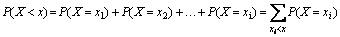 P(X < x) = P(X = x₁) + P(X = x₂) + ... + P(X = xᵢ) = ∑_{xᵢ<x} P(X = xᵢ)